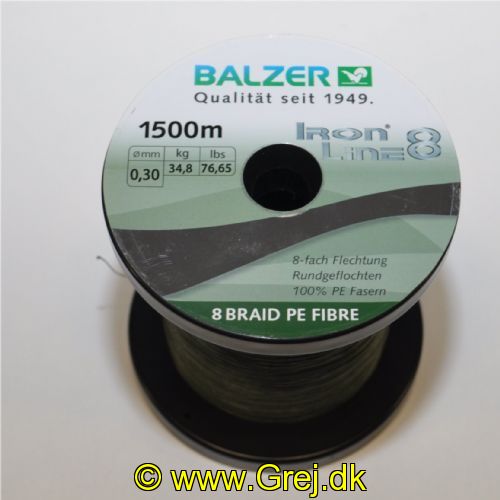 BALZER
Qualität seit 1949.
1500m
IRON LINE 8
ømm kg lbs
0,30 34,8 76,65
8-fach Flechtung
Rundgeflochten
100% PE Fasern
8 BRAID PE FIBRE
© www.Grej.dk